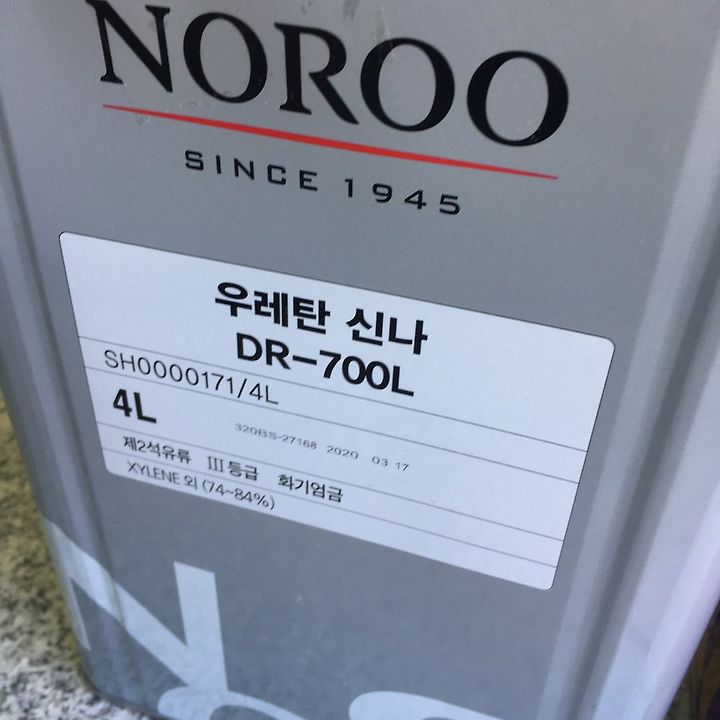 NOROO
SINCE 1945
우레탄 신나
DR-700L
SH0000171/4L
4L
320BS-27168 2020 03 17
제2석유류 III등급 화기엄금
XYLENE 외 (74~84%)